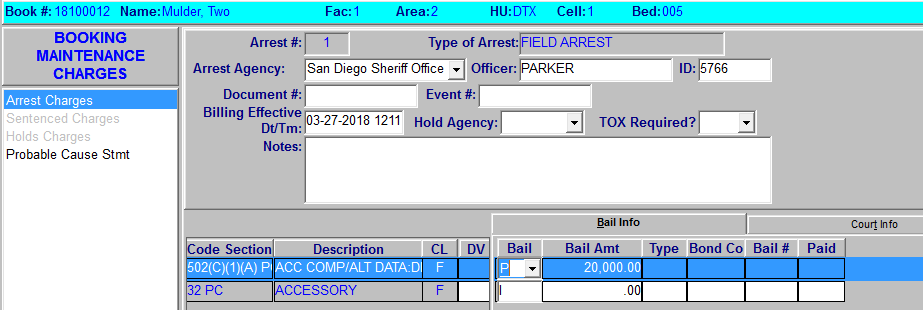 Book #: 18100012 Name: Mulder, Two Fac: 1 Area: 2 HU: DTX Cell: 1 Bed: 005
BOOKING
MAINTENANCE
CHARGES
Arrest Charges
Sentenced Charges
Holds Charges
Probable Cause Stmt
Arrest #: 1 Type of Arrest: FIELD ARREST
Arrest Agency: San Diego Sheriff Office Officer: PARKER ID: 5766
Document #: Event #:
Billing Effective
Dt/Tm: 03-27-2018 1211 Hold Agency: TOX Required?
Notes:
Bail Info Court Info
Code Section Description CL DV Bail Bail Amt Type Bond Co Bail # Paid
502(C)(1)(A) P ACC COMP/ALT DATA:D F P 20,000.00
32 PC ACCESSORY F I .00